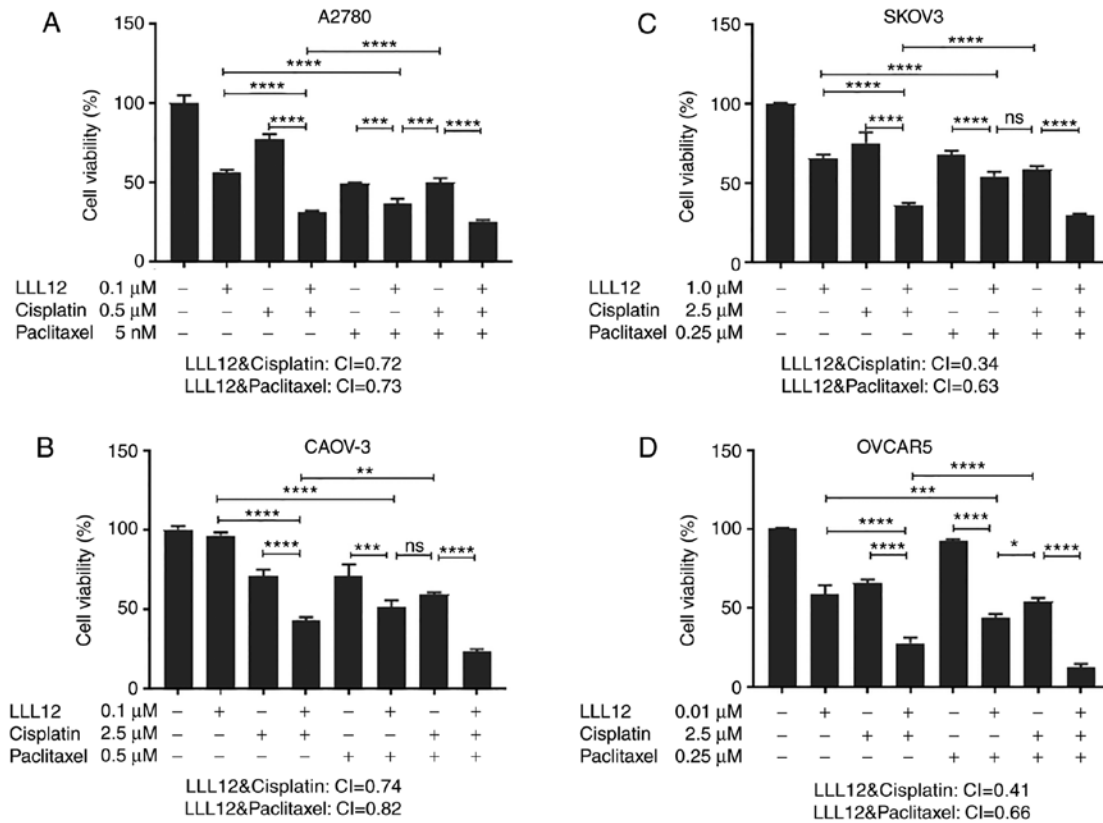 A
A2780
150
100
50
0
Cell viability (%)
****
****
****
****
***
***
****
LLL12 0.1 μM – + – + – + – +
Cisplatin 0.5 μM – – + + – – + +
Paclitaxel 5 nM – – – – + + + +
LLL12&Cisplatin: CI=0.72
LLL12&Paclitaxel: CI=0.73
C
SKOV3
150
100
50
0
Cell viability (%)
****
****
****
****
****
ns
****
LLL12 1.0 μM – + – + – + – +
Cisplatin 2.5 μM – – + + – – + +
Paclitaxel 0.25 μM – – – – + + + +
LLL12&Cisplatin: CI=0.34
LLL12&Paclitaxel: CI=0.63
B
CAOV-3
150
100
50
0
Cell viability (%)
**
****
****
****
***
ns
****
LLL12 0.1 μM – + – + – + – +
Cisplatin 2.5 μM – – + + – – + +
Paclitaxel 0.5 μM – – – – + + + +
LLL12&Cisplatin: CI=0.74
LLL12&Paclitaxel: CI=0.82
D
OVCAR5
150
100
50
0
Cell viability (%)
****
***
****
****
****
*
****
LLL12 0.01 μM – + – + – + – +
Cisplatin 2.5 μM – – + + – – + +
Paclitaxel 0.25 μM – – – – + + + +
LLL12&Cisplatin: CI=0.41
LLL12&Paclitaxel: CI=0.66